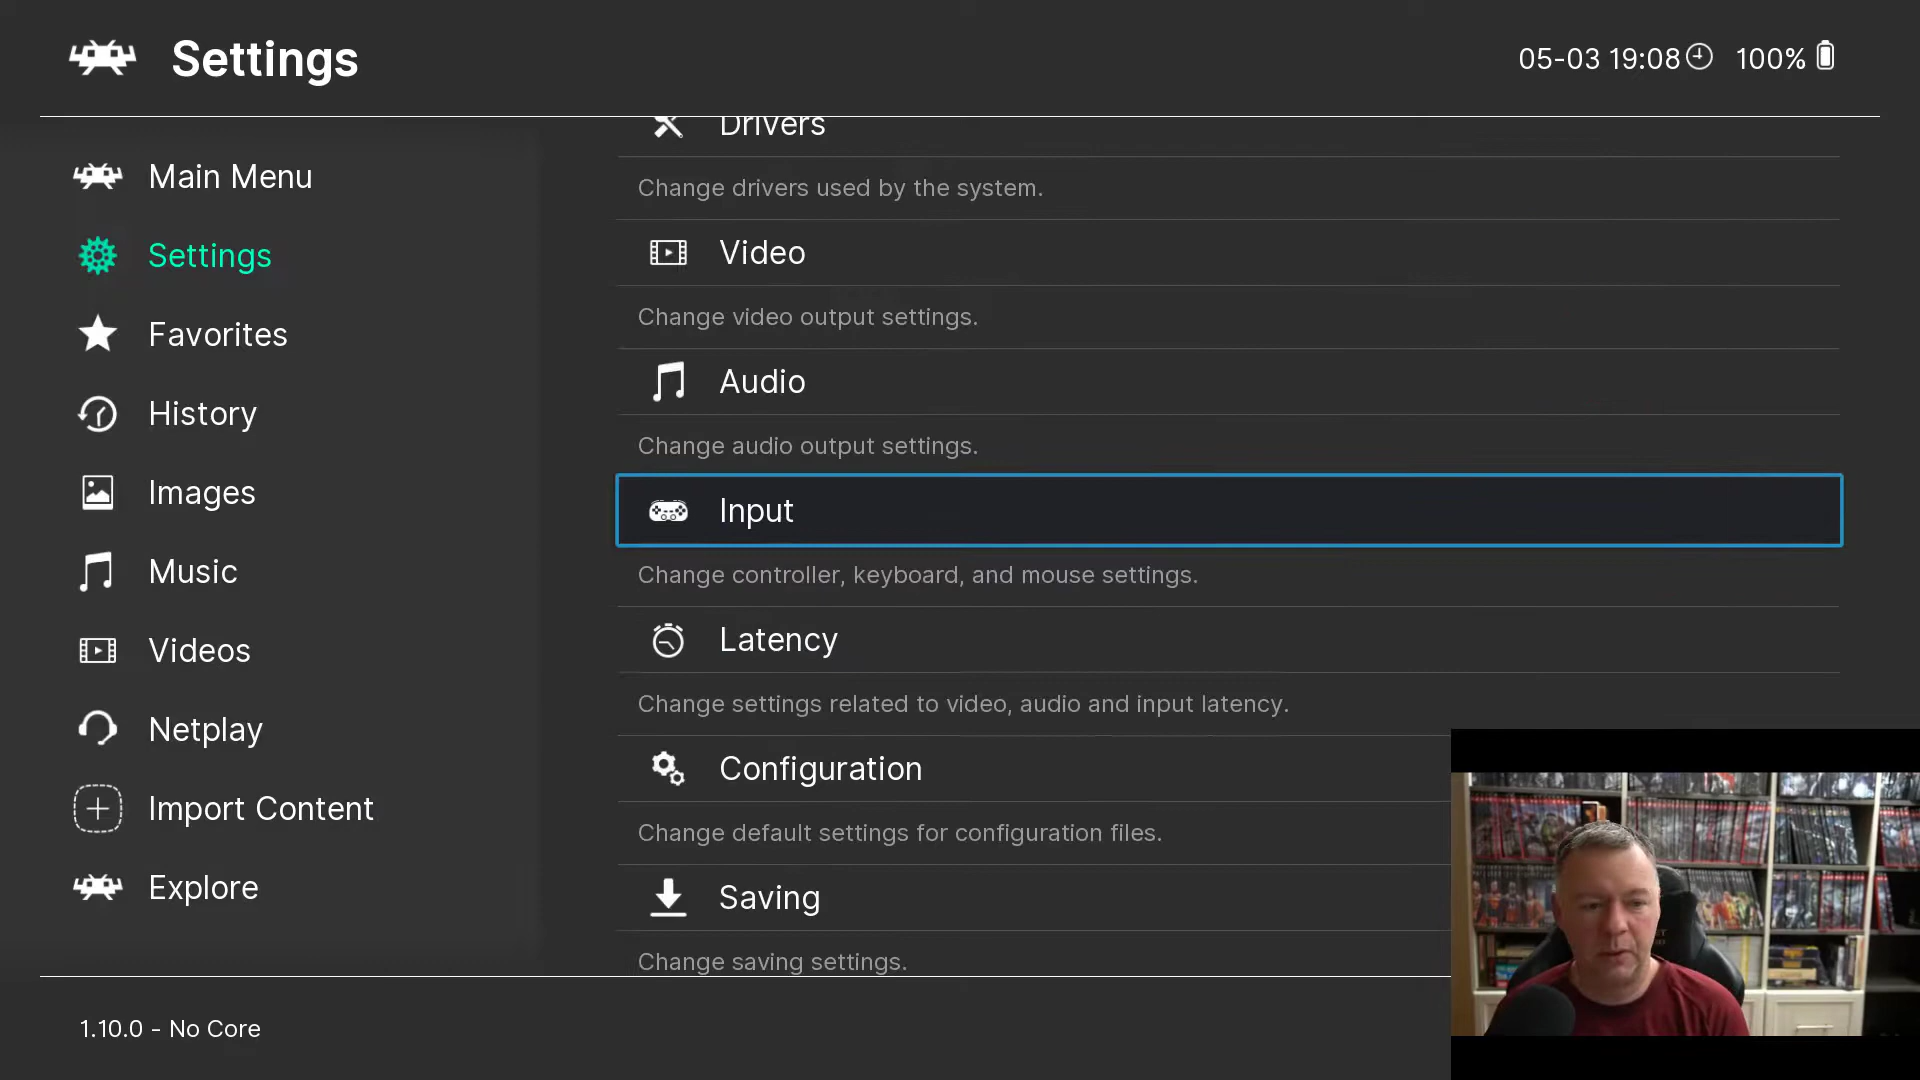 Settings
05-03 19:08
100%
Main Menu
Settings
Favorites
History
Images
Music
Videos
Netplay
Import Content
Explore
Drivers
Change drivers used by the system.
Video
Change video output settings.
Audio
Change audio output settings.
Input
Change controller, keyboard, and mouse settings.
Latency
Change settings related to video, audio and input latency.
Configuration
Change default settings for configuration files.
Saving
Change saving settings.
1.10.0 - No Core